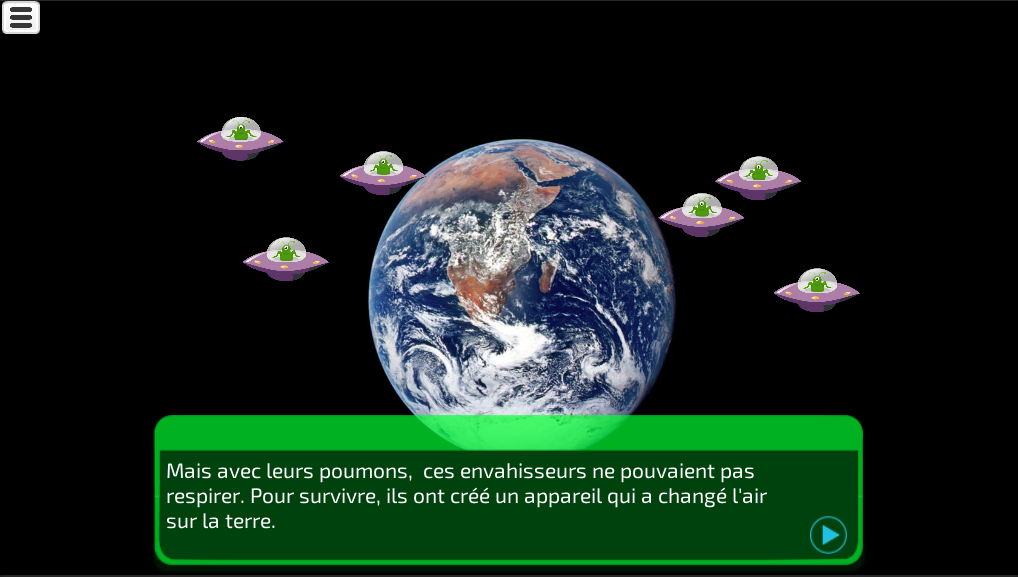 Mais avec leurs poumons,  ces envahisseurs ne pouvaient pas
respirer. Pour survivre, ils ont créé un appareil qui a changé l'air
sur la terre.